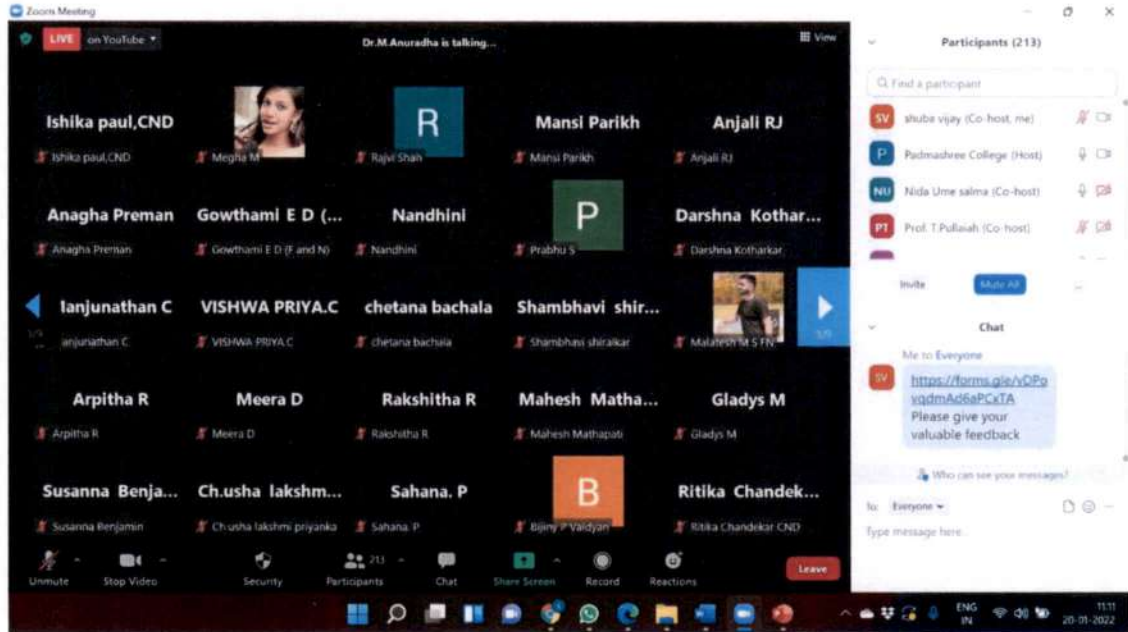 Zoom Meeting
LIVE on YouTube
Dr.M.Anuradha is talking...
View
Ishika paul,CND
R
Mansi Parikh
Anjali RJ
Ishika paul,CND
Megha M
Rajvi Shah
Mansi Parikh
Anjali RJ
Anagha Preman
Gowthami E D (...
Nandhini
P
Darshna Kothar...
Anagha Preman
Gowthami E D (F and N)
Nandhini
Prabhu S
Darshna Kotharkar
lanjunathan C
VISHWA PRIYA.C
chetana bachala
Shambhavi shir...
anjunathan C
VISHWA PRIYA.C
chetana bachala
Shambhavi shiralkar
Malatesh M S FN
Arpitha R
Meera D
Rakshitha R
Mahesh Matha...
Gladys M
Arpitha R
Meera D
Rakshitha R
Mahesh Mathapati
Gladys M
Susanna Benja...
Ch.usha lakshm...
Sahana. P
B
Ritika Chandek...
Susanna Benjamin
Ch.usha lakshmi priyanka
Sahana. P
Bijiny P Vaidyan
Ritika Chandekar CND
Unmute
Stop Video
Security
213
Participants
Chat
Share Screen
Record
Reactions
Leave
Participants (213)
Find a participant
SV shuba vijay (Co-host, me)
P Padmashree College (Host)
NU Nida Ume salma (Co-host)
PT Prof. T.Pullaiah (Co-host)
Invite
Mute All
...
Chat
Me to Everyone
SV
https://forms.gle/vDPo
vqdmAd6aPCxTA
Please give your
valuable feedback
Who can see your messages?
To: Everyone
Type message here...
ENG
IN
11:11
20-01-2022